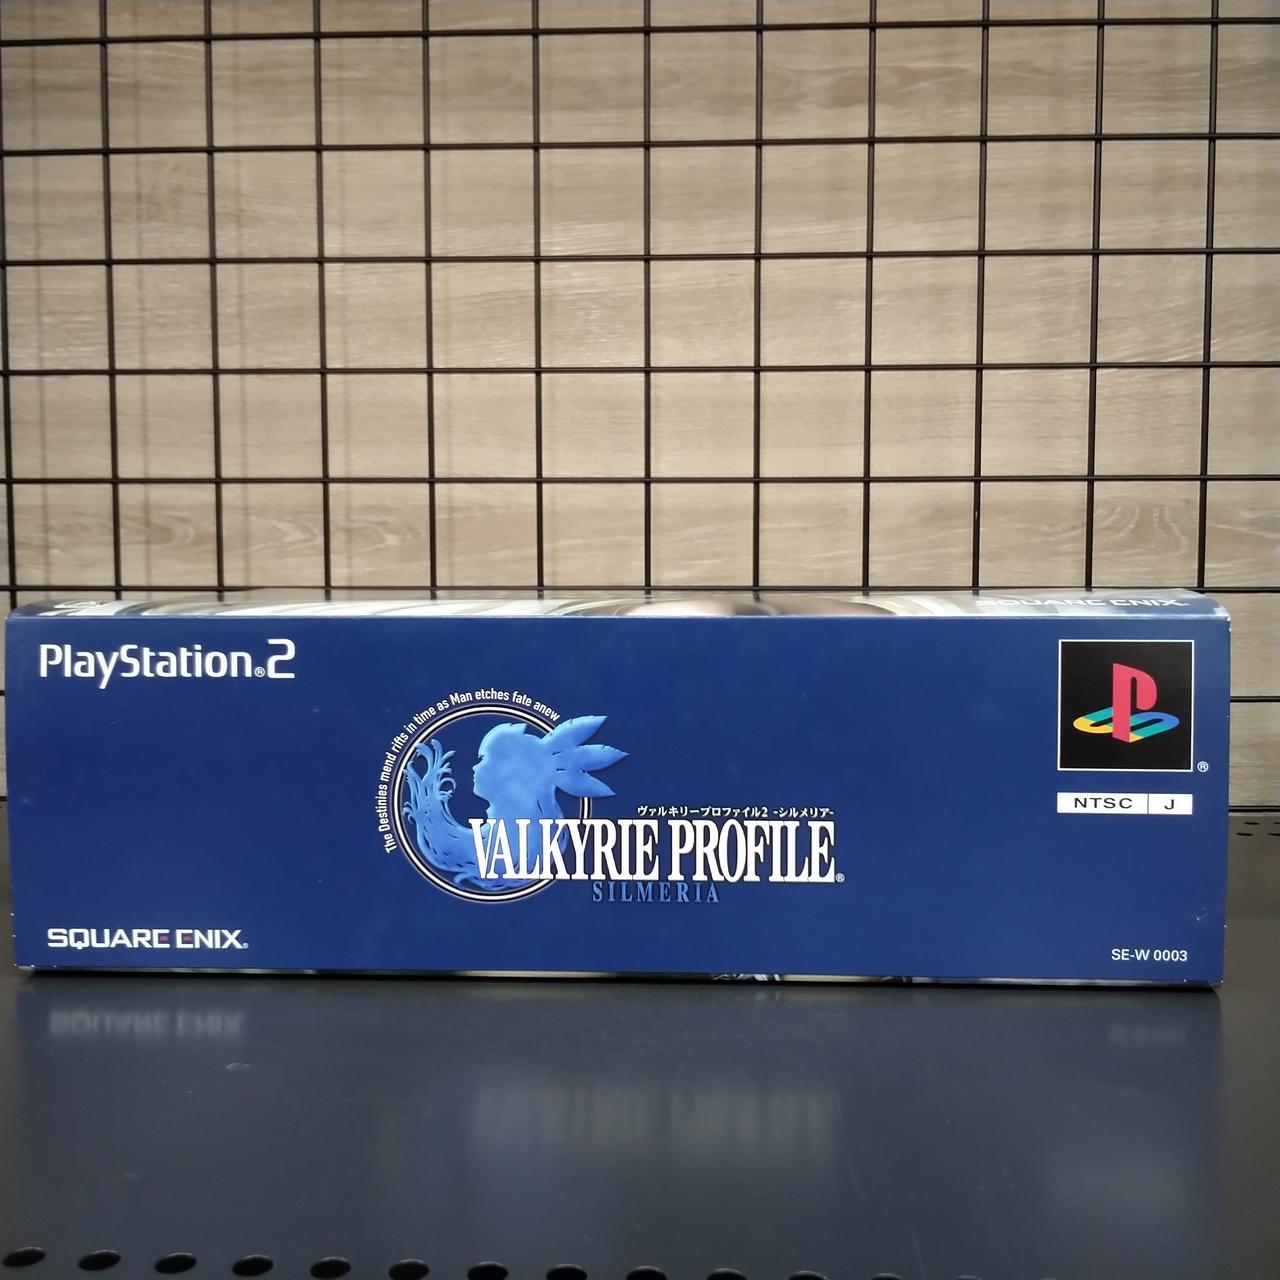 SQUARE ENIX
PlayStation®2
The Destinies mend rifts in time as Man etches fate anew
®
NTSC J
ヴァルキリープロファイル2 -シルメリア-
VALKYRIE PROFILE®
SILMERIA
SQUARE ENIX®
SE-W 0003